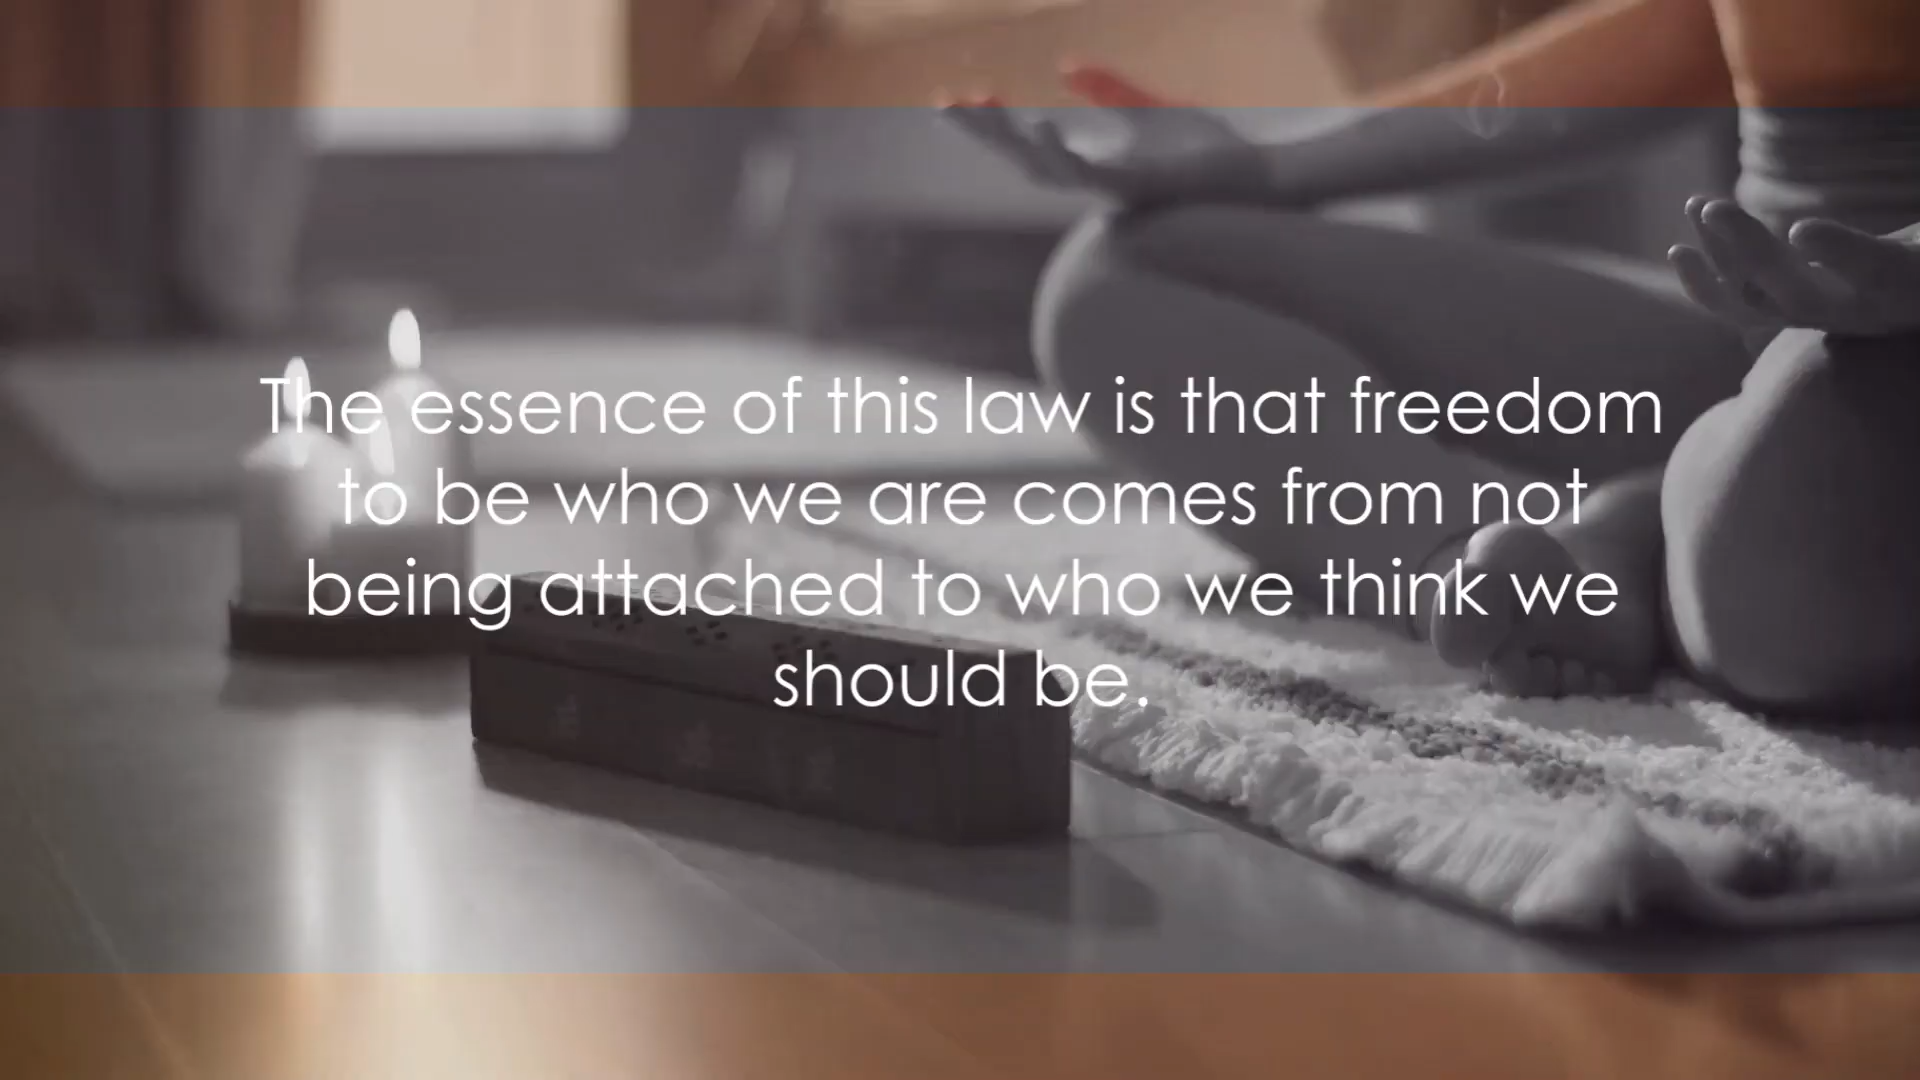 The essence of this law is that freedom
to be who we are comes from not
being attached to who we think we
should be.